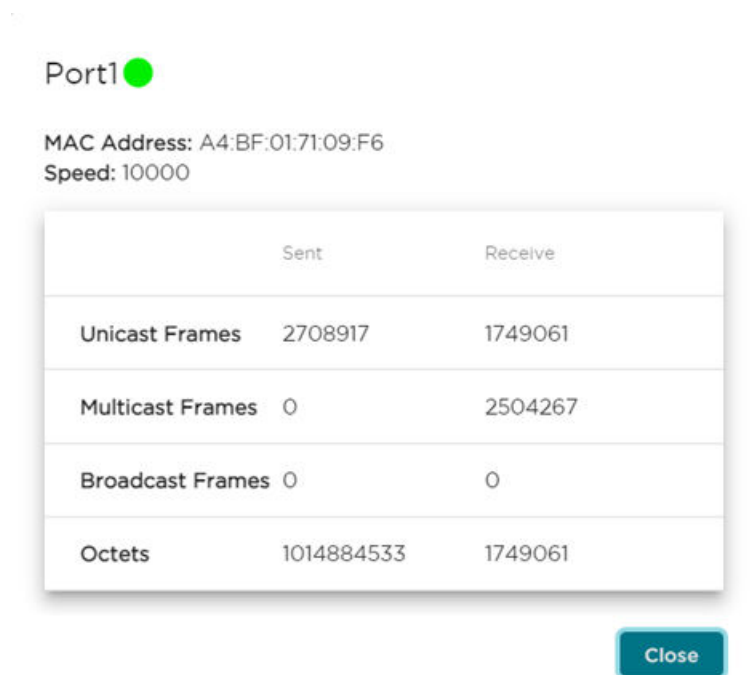 Port1
MAC Address: A4:BF:01:71:09:F6
Speed: 10000
Sent Receive
Unicast Frames 2708917 1749061
Multicast Frames 0 2504267
Broadcast Frames 0 0
Octets 1014884533 1749061
Close